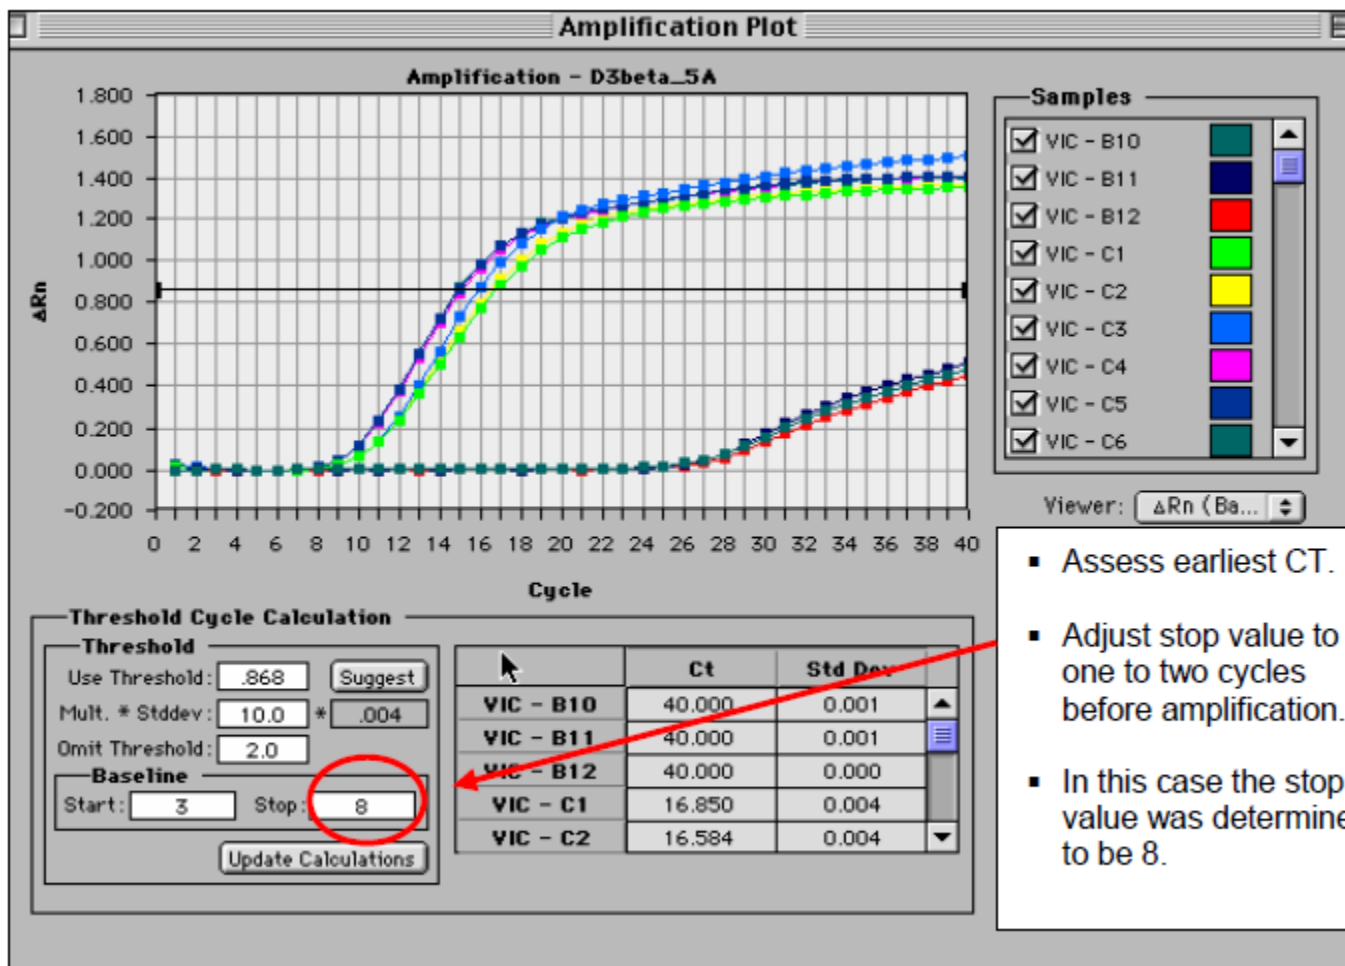 Amplification Plot
Amplification - D3beta_5A
1.800
1.600
1.400
1.200
1.000
0.800
0.600
0.400
0.200
0.000
-0.200
ΔRn
0 2 4 6 8 10 12 14 16 18 20 22 24 26 28 30 32 34 36 38 40
Cycle
Samples
VIC - B10
VIC - B11
VIC - B12
VIC - C1
VIC - C2
VIC - C3
VIC - C4
VIC - C5
VIC - C6
Viewer: ΔRn (Ba...
Threshold Cycle Calculation
Threshold
Use Threshold: .868 Suggest
Mult. * Stddev: 10.0 * .004
Omit Threshold: 2.0
Baseline
Start: 3 Stop: 8
Update Calculations
Ct Std Dev
VIC - B10 40.000 0.001
VIC - B11 40.000 0.001
VIC - B12 40.000 0.000
VIC - C1 16.850 0.004
VIC - C2 16.584 0.004
▪ Assess earliest CT.
▪ Adjust stop value to
one to two cycles
before amplification.
▪ In this case the stop
value was determine
to be 8.